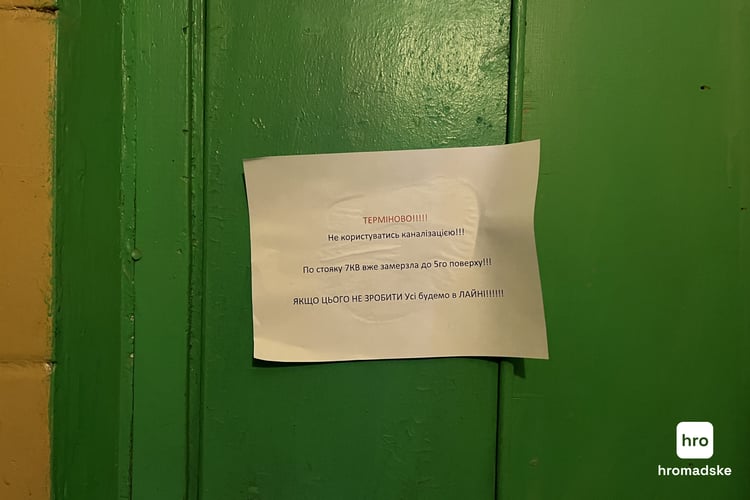 ТЕРМІНОВО!!!!!
Не користуватись каналізацією!!!
По стояку 7КВ вже замерзла до 5го поверху!!!
ЯКЩО ЦЬОГО НЕ ЗРОБИТИ Усі будемо в ЛАЙНІ!!!!!!
hro
hromadske